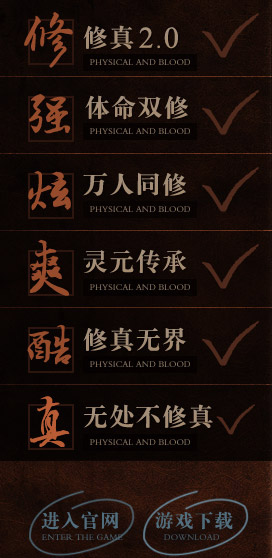 修 修真2.0
PHYSICAL AND BLOOD
强 体命双修
PHYSICAL AND BLOOD
炫 万人同修
PHYSICAL AND BLOOD
爽 灵元传承
PHYSICAL AND BLOOD
酷 修真无界
PHYSICAL AND BLOOD
真 无处不修真
PHYSICAL AND BLOOD
进入官网 游戏下载
ENTER THE GAME DOWNLOAD